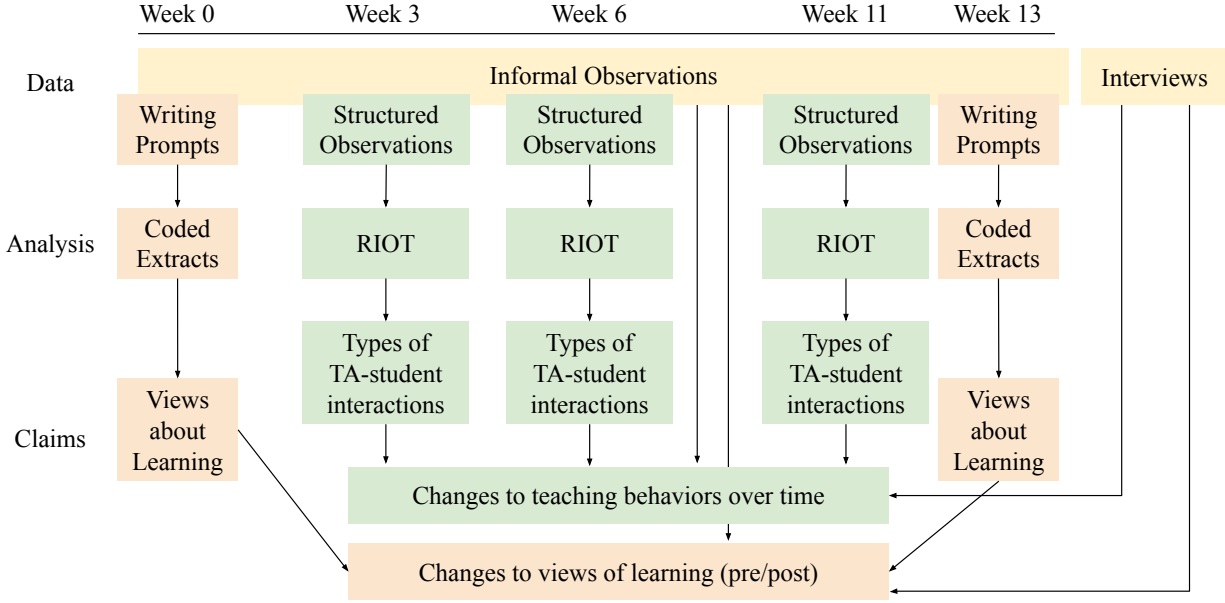 Week 0
Week 3
Week 6
Week 11
Week 13
Data
Informal Observations
Interviews
Writing
Prompts
Structured
Observations
Structured
Observations
Structured
Observations
Writing
Prompts
Analysis
Coded
Extracts
RIOT
RIOT
RIOT
Coded
Extracts
Types of
TA-student
interactions
Types of
TA-student
interactions
Types of
TA-student
interactions
Claims
Views
about
Learning
Views
about
Learning
Changes to teaching behaviors over time
Changes to views of learning (pre/post)